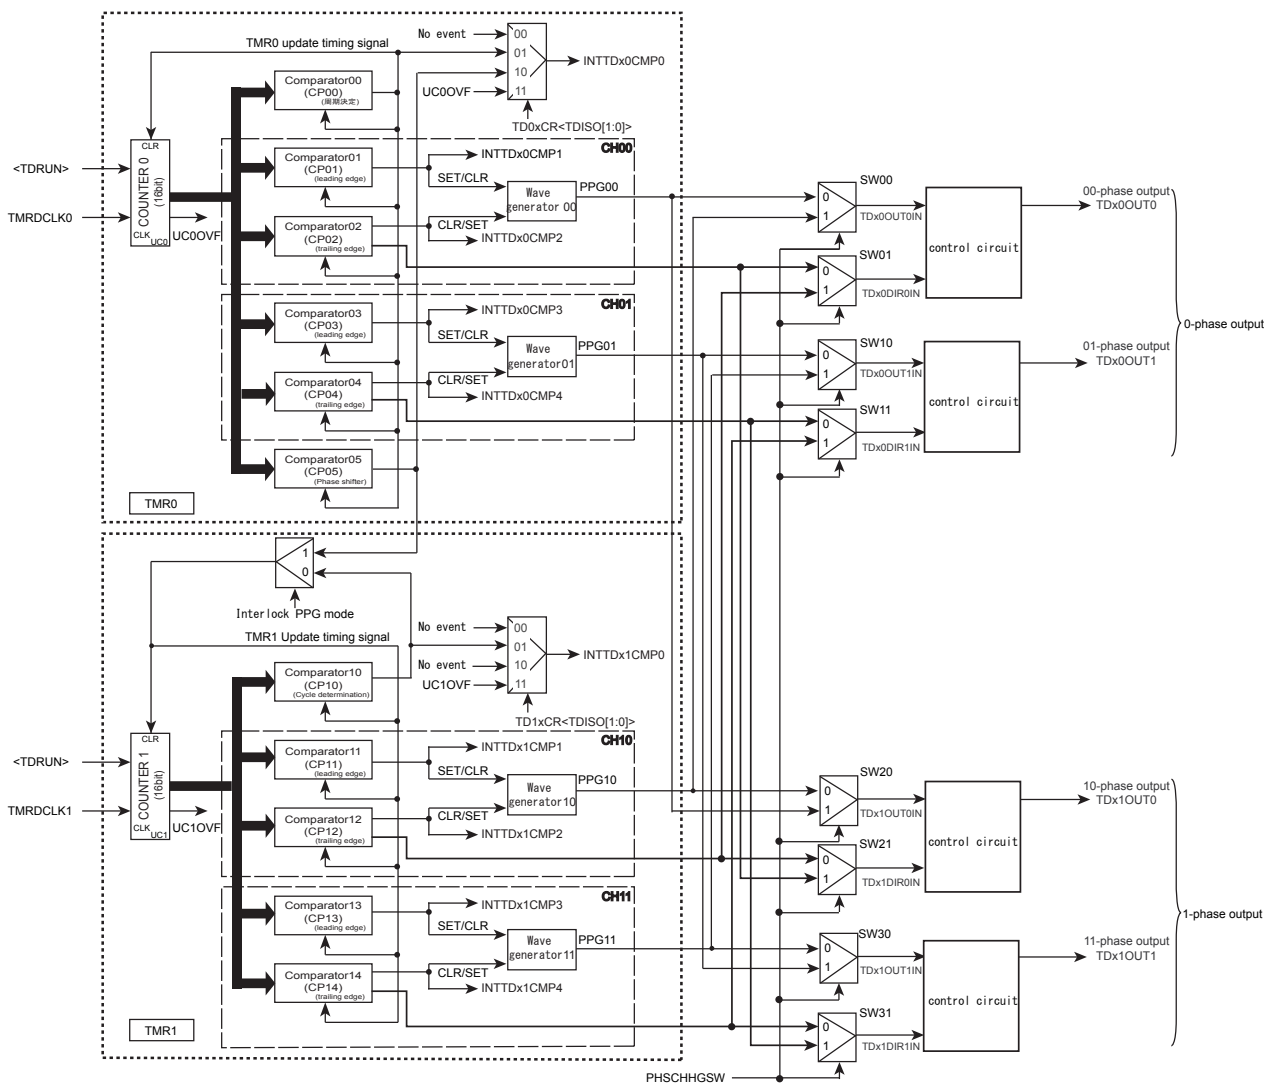 No event
00
TMR0 update timing signal
01
INTTDx0CMP0
10
UC0OVF
11
TD0xCR<TDISO[1:0]>
Comparator00
(CP00)
(周期決定)
CLR
<TDRUN>
COUNTER 0
(16bit)
TMRDCLK0
CLK
UC0
UC0OVF
CH00
Comparator01
(CP01)
(leading edge)
INTTDx0CMP1
SET/CLR
Wave
generator 00
PPG00
Comparator02
(CP02)
(trailing edge)
CLR/SET
INTTDx0CMP2
CH01
Comparator03
(CP03)
(leading edge)
INTTDx0CMP3
SET/CLR
Wave
generator01
PPG01
Comparator04
(CP04)
(trailing edge)
CLR/SET
INTTDx0CMP4
Comparator05
(CP05)
(Phase shifter)
TMR0
SW00
0
1
TDx0OUT0IN
SW01
0
1
TDx0DIR0IN
control circuit
00-phase output
TDx0OUT0
SW10
0
1
TDx0OUT1IN
SW11
0
1
TDx0DIR1IN
control circuit
01-phase output
TDx0OUT1
0-phase output
1
0
Interlock PPG mode
TMR1 Update timing signal
No event
00
01
INTTDx1CMP0
No event
10
UC1OVF
11
TD1xCR<TDISO[1:0]>
Comparator10
(CP10)
(Cycle determination)
CLR
<TDRUN>
COUNTER 1
(16bit)
TMRDCLK1
CLK
UC1
UC1OVF
CH10
Comparator11
(CP11)
(leading edge)
INTTDx1CMP1
SET/CLR
Wave
generator10
PPG10
Comparator12
(CP12)
(trailing edge)
CLR/SET
INTTDx1CMP2
CH11
Comparator13
(CP13)
(leading edge)
INTTDx1CMP3
SET/CLR
Wave
generator11
PPG11
Comparator14
(CP14)
(trailing edge)
CLR/SET
INTTDx1CMP4
TMR1
SW20
0
1
TDx1OUT0IN
SW21
0
1
TDx1DIR0IN
control circuit
10-phase output
TDx1OUT0
SW30
0
1
TDx1OUT1IN
SW31
0
1
TDx1DIR1IN
control circuit
11-phase output
TDx1OUT1
1-phase output
PHSCHHGSW